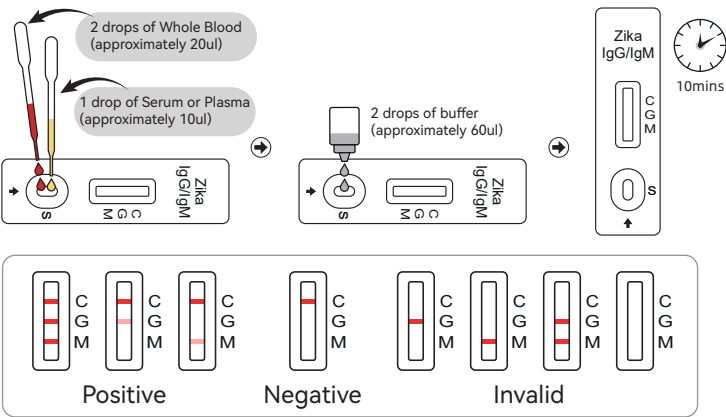 2 drops of Whole Blood
(approximately 20ul)
1 drop of Serum or Plasma
(approximately 10ul)
S
C
G
M
Zika
IgG/IgM
2 drops of buffer
(approximately 60ul)
S
C
G
M
Zika
IgG/IgM
Zika
IgG/IgM
C
G
M
S
10mins
C
G
M
C
G
M
C
G
M
Positive
C
G
M
Negative
C
G
M
C
G
M
C
G
M
C
G
M
Invalid